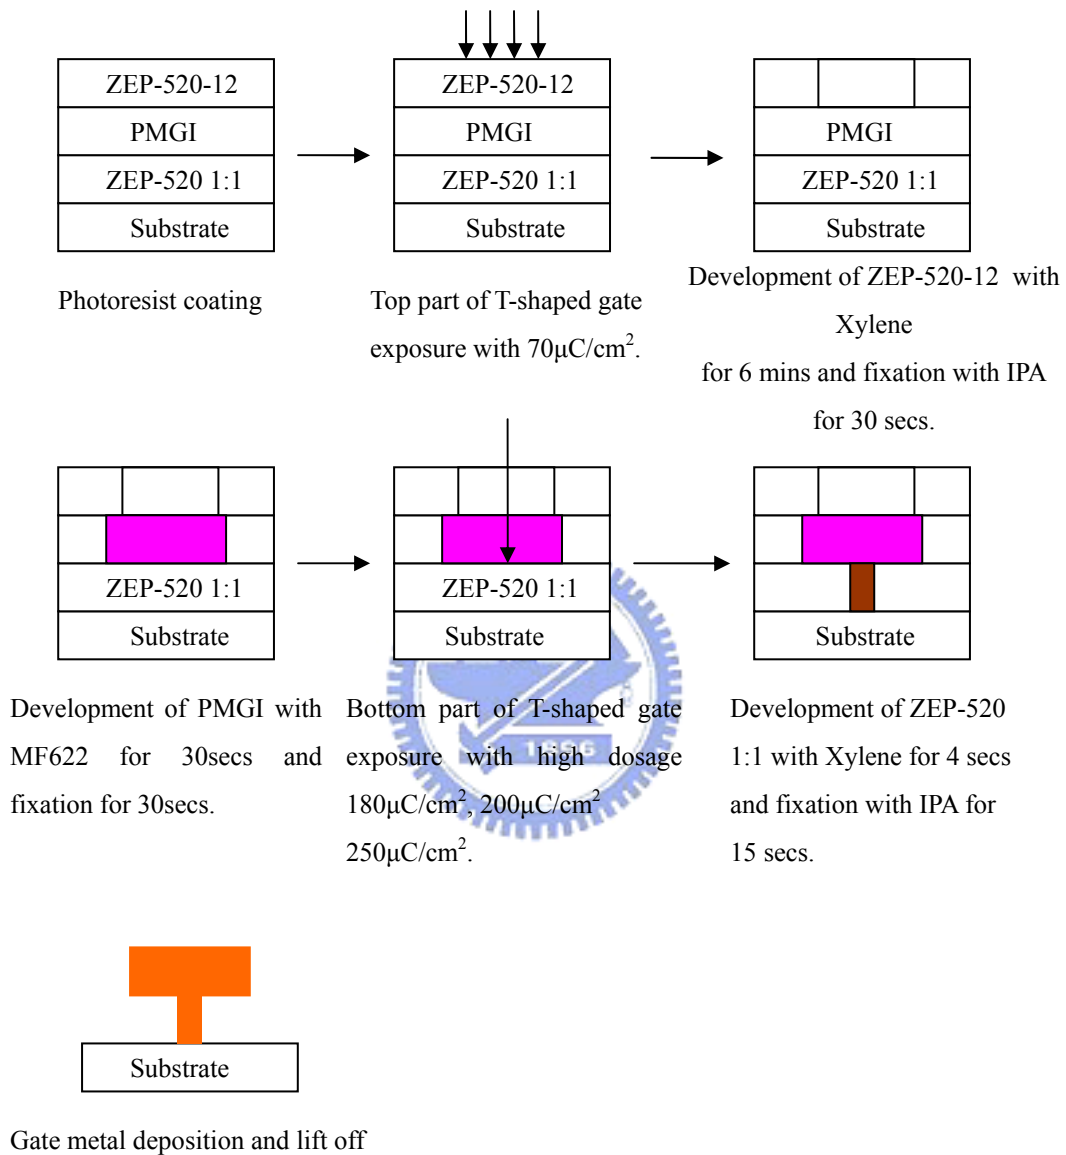 ZEP-520-12
PMGI
ZEP-520 1:1
Substrate
Photoresist coating
ZEP-520-12
PMGI
ZEP-520 1:1
Substrate
Top part of T-shaped gate
exposure with 70μC/cm².
PMGI
ZEP-520 1:1
Substrate
Development of ZEP-520-12 with
Xylene
for 6 mins and fixation with IPA
for 30 secs.
ZEP-520 1:1
Substrate
Development of PMGI with
MF622 for 30secs and
fixation for 30secs.
ZEP-520 1:1
Substrate
Bottom part of T-shaped gate
exposure with high dosage
180μC/cm², 200μC/cm²
250μC/cm².
Substrate
Development of ZEP-520
1:1 with Xylene for 4 secs
and fixation with IPA for
15 secs.
1896
Substrate
Gate metal deposition and lift off